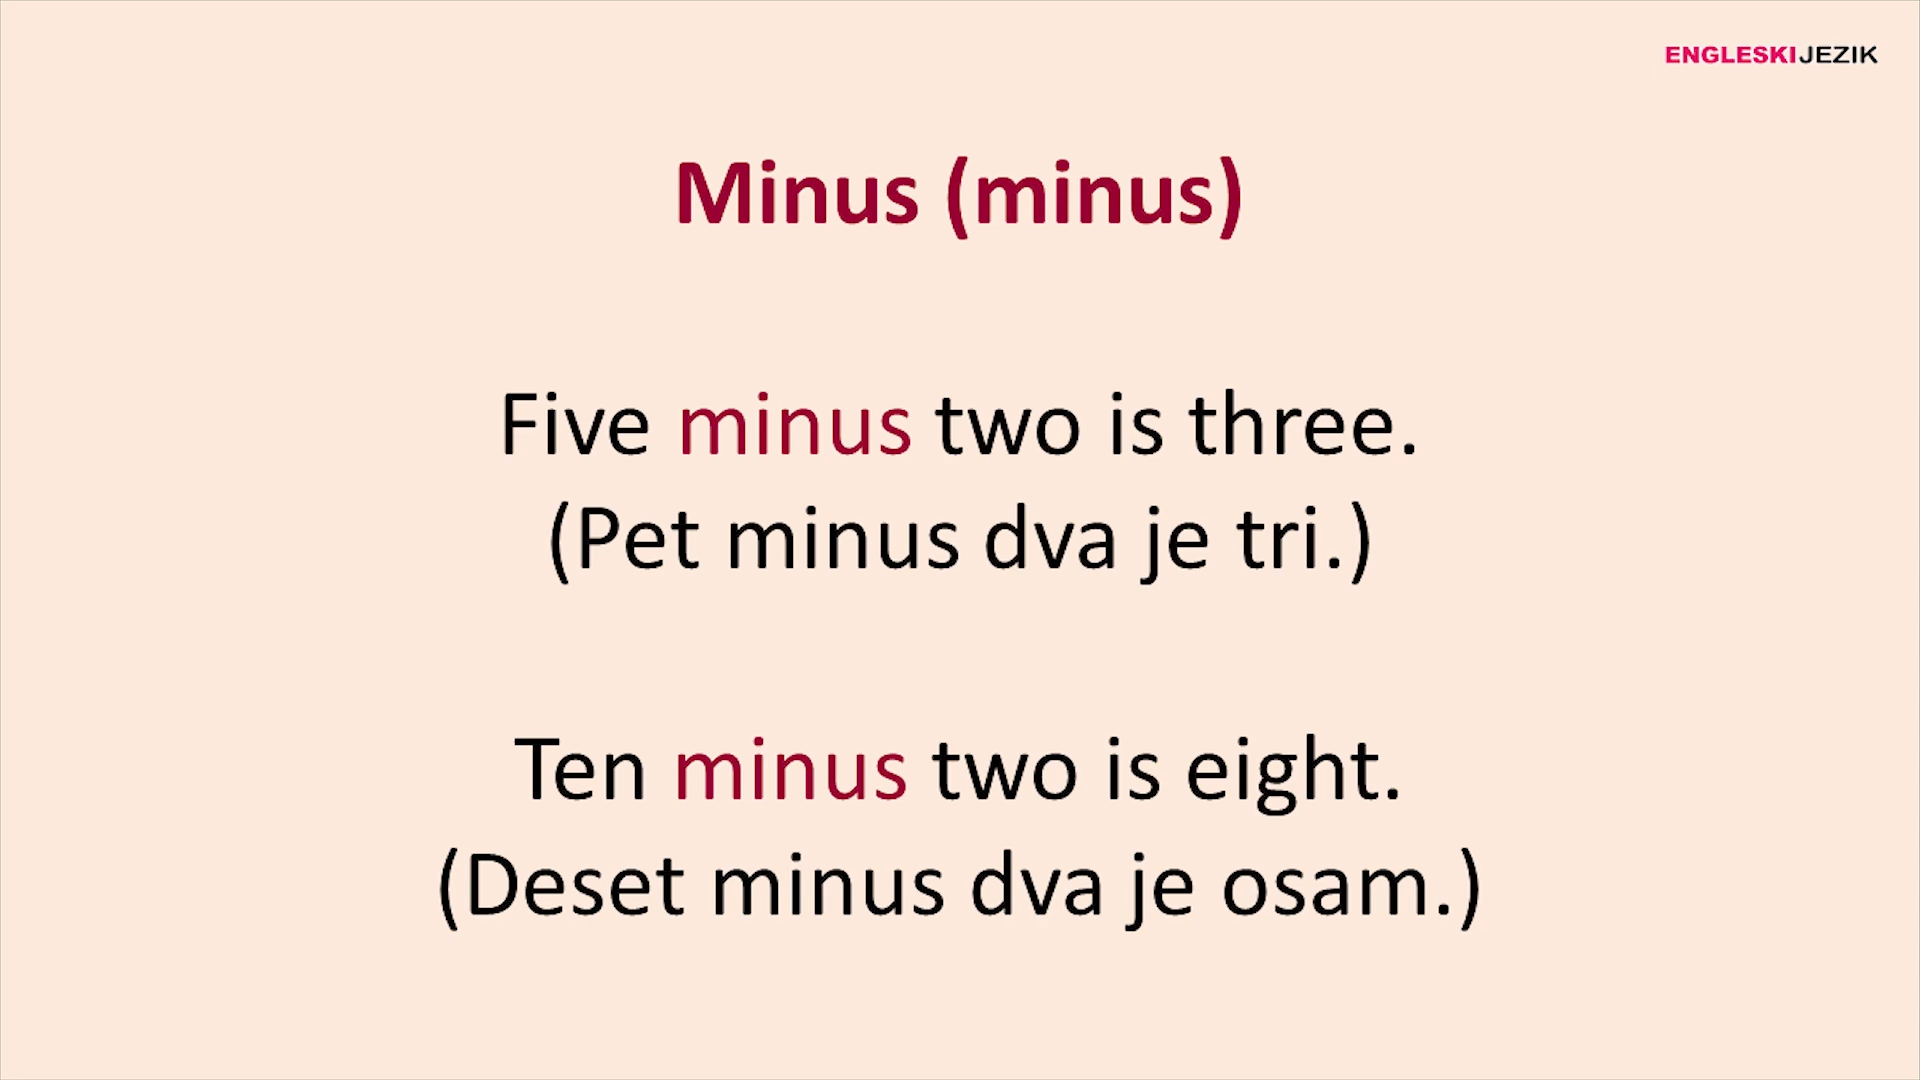 ENGLESKIJEZIK
Minus (minus)
Five minus two is three.
(Pet minus dva je tri.)
Ten minus two is eight.
(Deset minus dva je osam.)